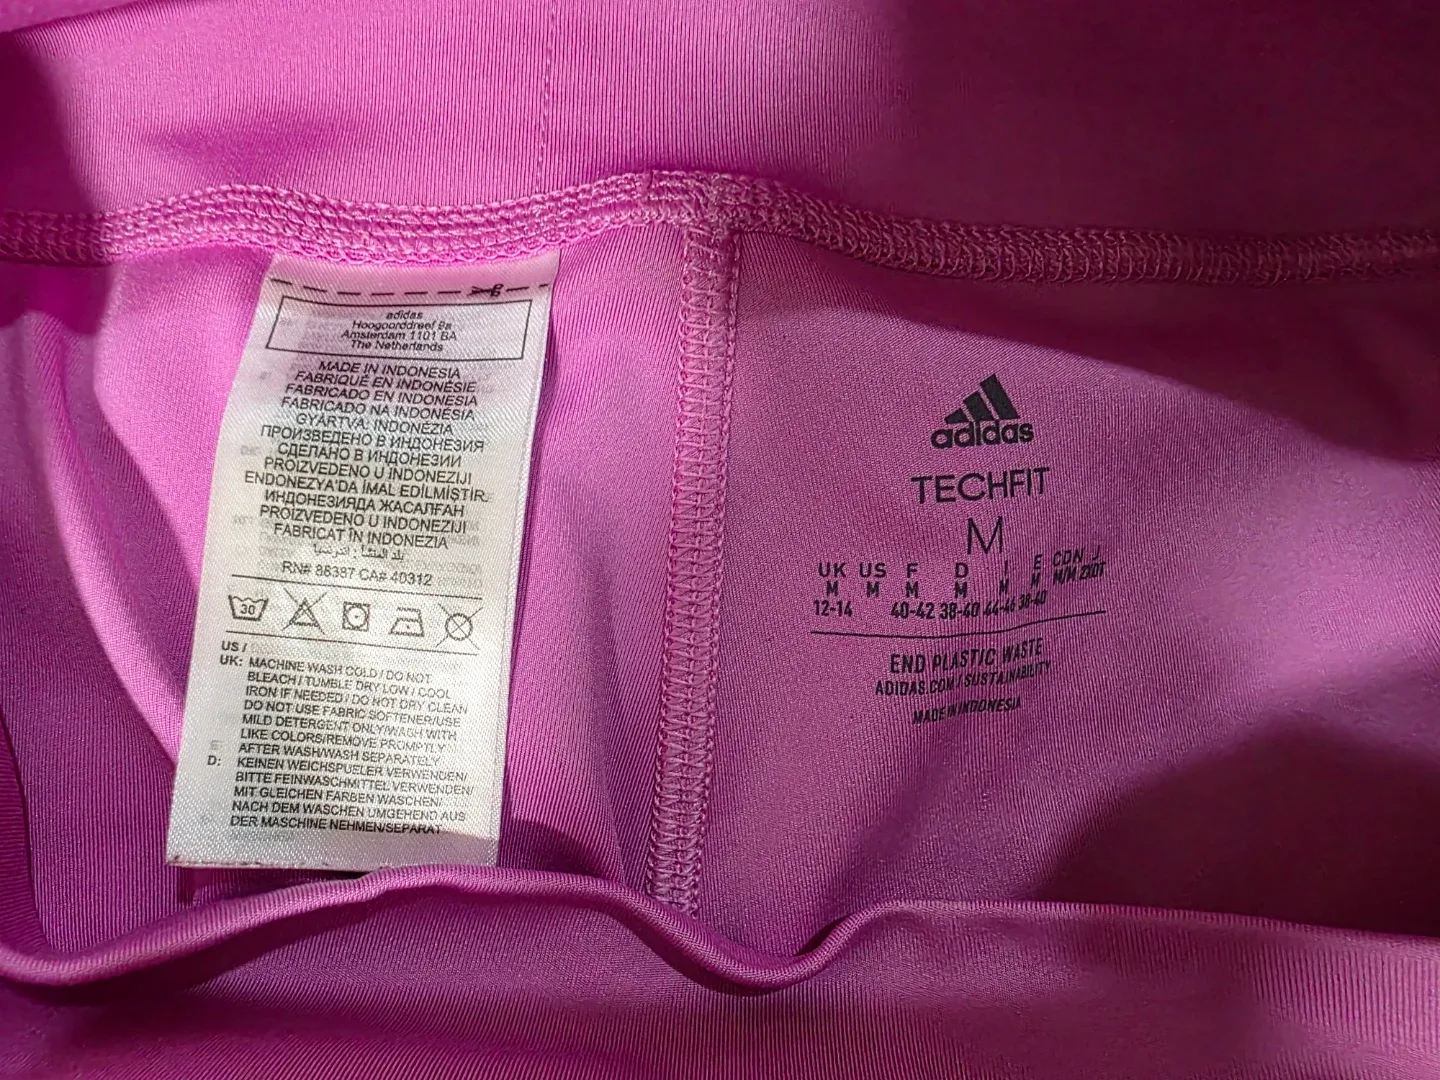 adidas
Hoogoorddreef 9a
Amsterdam 1101 BA
The Netherlands
MADE IN INDONESIA
FABRIQUÉ EN INDONÉSIE
FABRICADO EN INDONESIA
FABRICADO NA INDONÉSIA
GYÁRTVA: INDONÉZIA
ПРОИЗВЕДЕНО В ИНДОНЕЗИЯ
СДЕЛАНО В ИНДОНЕЗИИ
PROIZVEDENO U INDONEZIJI
ENDONEZYA'DA İMAL EDİLMİŞTİR.
ИНДОНЕЗИЯДА ЖАСАЛҒАН
PROIZVEDENO U INDONEZIJI
FABRICAT ÎN INDONEZIA
بلد المنشأ : اندونسيا
RN# 88387 CA# 40312
30
US /
UK: MACHINE WASH COLD / DO NOT
BLEACH / TUMBLE DRY LOW / COOL
IRON IF NEEDED / DO NOT DRY CLEAN
DO NOT USE FABRIC SOFTENER/USE
MILD DETERGENT ONLY/WASH WITH
LIKE COLORS/REMOVE PROMPTLY
AFTER WASH/WASH SEPARATELY
D: KEINEN WEICHSPUELER VERWENDEN/
BITTE FEINWASCHMITTEL VERWENDEN/
MIT GLEICHEN FARBEN WASCHEN/
NACH DEM WASCHEN UMGEHEND AUS
DER MASCHINE NEHMEN/SEPARAT
adidas
TECHFIT
M
UK US F D I E CDN J
M M M M M M M/M 2XOT
12-14 40-42 38-40 44-46 38-40
END PLASTIC WASTE
ADIDAS.COM / SUSTAINABILITY
MADE IN INDONESIA